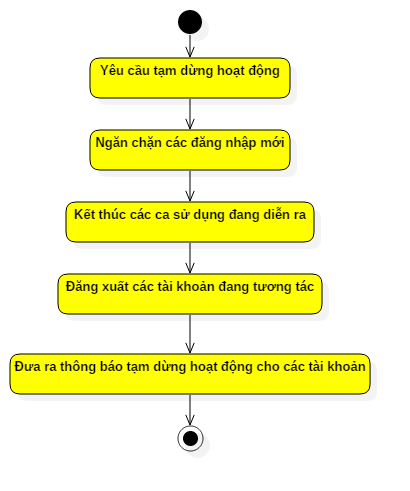 Yêu cầu tạm dừng hoạt động
Ngăn chặn các đăng nhập mới
Kết thúc các ca sử dụng đang diễn ra
Đăng xuất các tài khoản đang tương tác
Đưa ra thông báo tạm dừng hoạt động cho các tài khoản